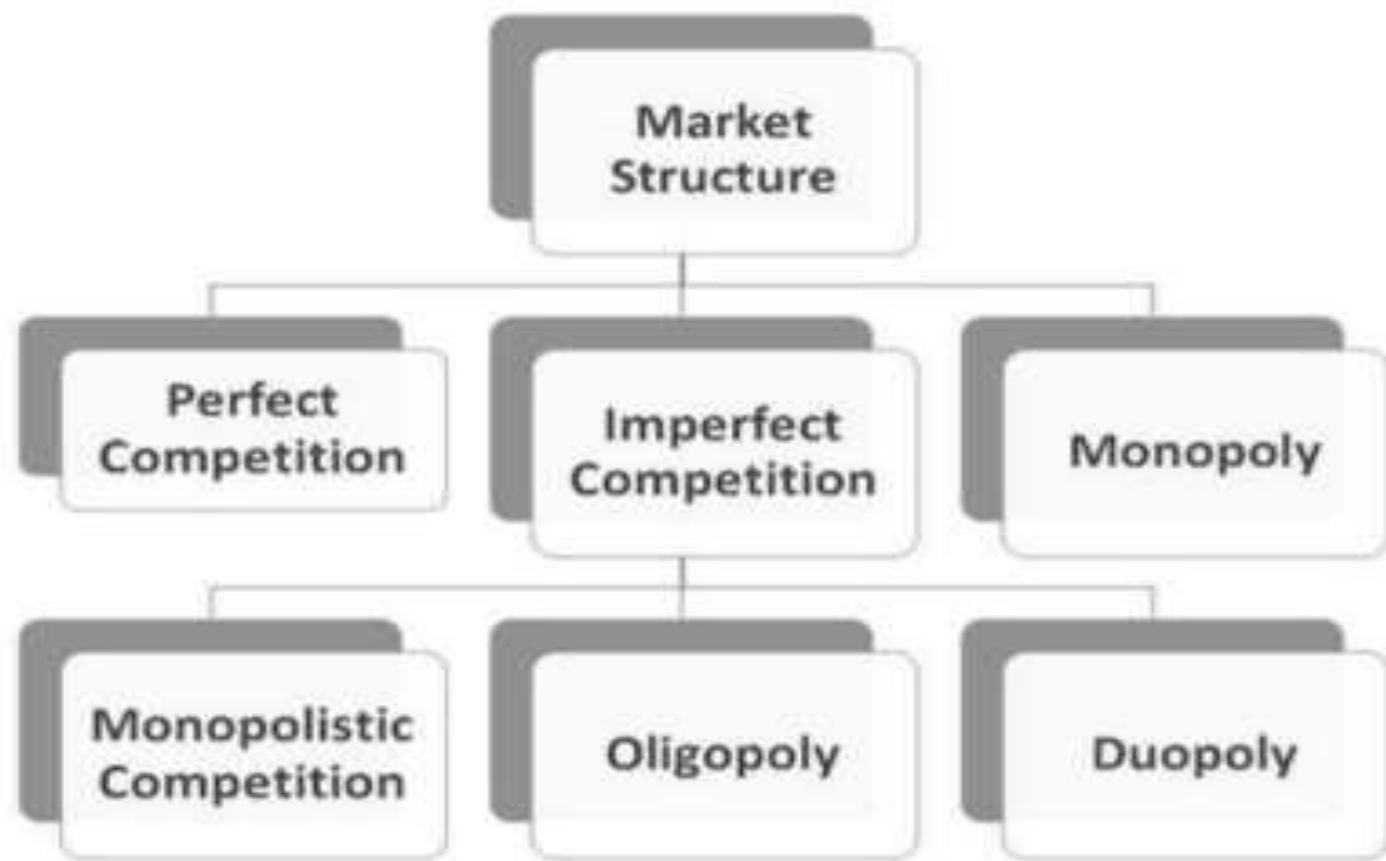 Market
Structure
Perfect
Competition
Imperfect
Competition
Monopoly
Monopolistic
Competition
Oligopoly
Duopoly